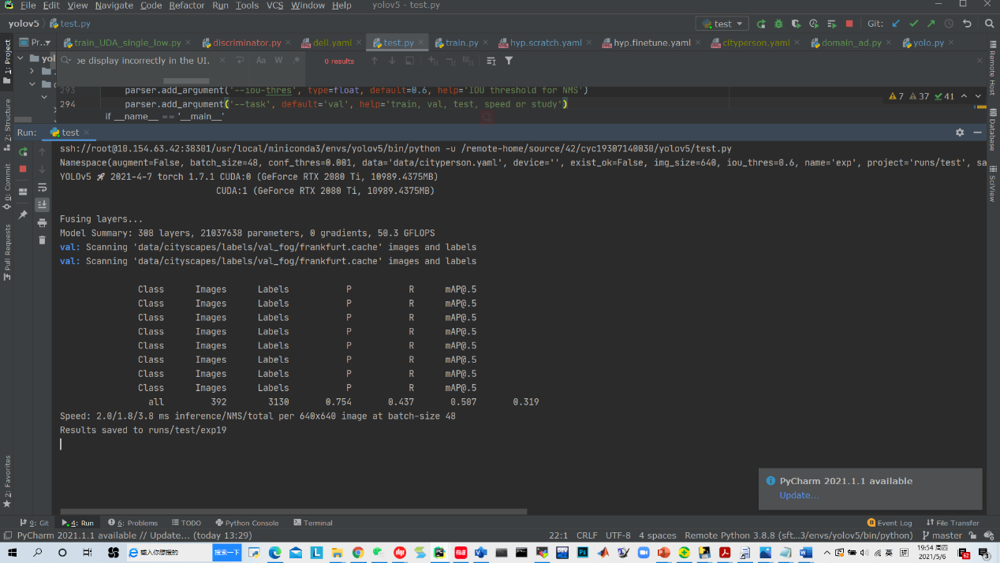 File Edit View Navigate Code Refactor Run Tools VCS Window Help yolov5 - test.py
yolov5 test.py test Git:
Pr... train_UDA_single_low.py discriminator.py dell.yaml test.py train.py hyp.scratch.yaml hyp.finetune.yaml cityperson.yaml domain_ad.py yolo.py
yol be display incorrectly in the UI. Aa W .* 0 results
293 parser.add_argument('--iou-thres', type=float, default=0.6, help='IOU threshold for NMS')
294 parser.add_argument('--task', default='val', help='train, val, test, speed or study')
7 37 41
if __name__ == '__main__'
Run: test
ssh://root@10.154.63.42:38301/usr/local/miniconda3/envs/yolov5/bin/python -u /remote-home/source/42/cyc19307140030/yolov5/test.py
Namespace(augment=False, batch_size=48, conf_thres=0.001, data='data/cityperson.yaml', device='', exist_ok=False, img_size=640, iou_thres=0.6, name='exp', project='runs/test', sa
YOLOv5 🚀 2021-4-7 torch 1.7.1 CUDA:0 (GeForce RTX 2080 Ti, 10989.4375MB)
CUDA:1 (GeForce RTX 2080 Ti, 10989.4375MB)
Fusing layers...
Model Summary: 308 layers, 21037638 parameters, 0 gradients, 50.3 GFLOPS
val: Scanning 'data/cityscapes/labels/val_fog/frankfurt.cache' images and labels
val: Scanning 'data/cityscapes/labels/val_fog/frankfurt.cache' images and labels
Class Images Labels P R mAP@.5
Class Images Labels P R mAP@.5
Class Images Labels P R mAP@.5
Class Images Labels P R mAP@.5
Class Images Labels P R mAP@.5
Class Images Labels P R mAP@.5
Class Images Labels P R mAP@.5
Class Images Labels P R mAP@.5
all 392 3130 0.754 0.437 0.507 0.319
Speed: 2.0/1.8/3.8 ms inference/NMS/total per 640x640 image at batch-size 48
Results saved to runs/test/exp19
PyCharm 2021.1.1 available
Update...
1: Project
7: Structure
0: Commit
Pull Requests
2: Favorites
Remote Host
Database
SciView
9: Git 4: Run 6: Problems TODO Python Console Terminal 8 Event Log File Transfer
PyCharm 2021.1.1 available // Update... (today 13:29) 22:1 CRLF UTF-8 4 spaces Remote Python 3.8.8 (sft...3/envs/yolov5/bin/python) master
搜索一下 英 拼 19:54 周四
2021/5/6
62 3